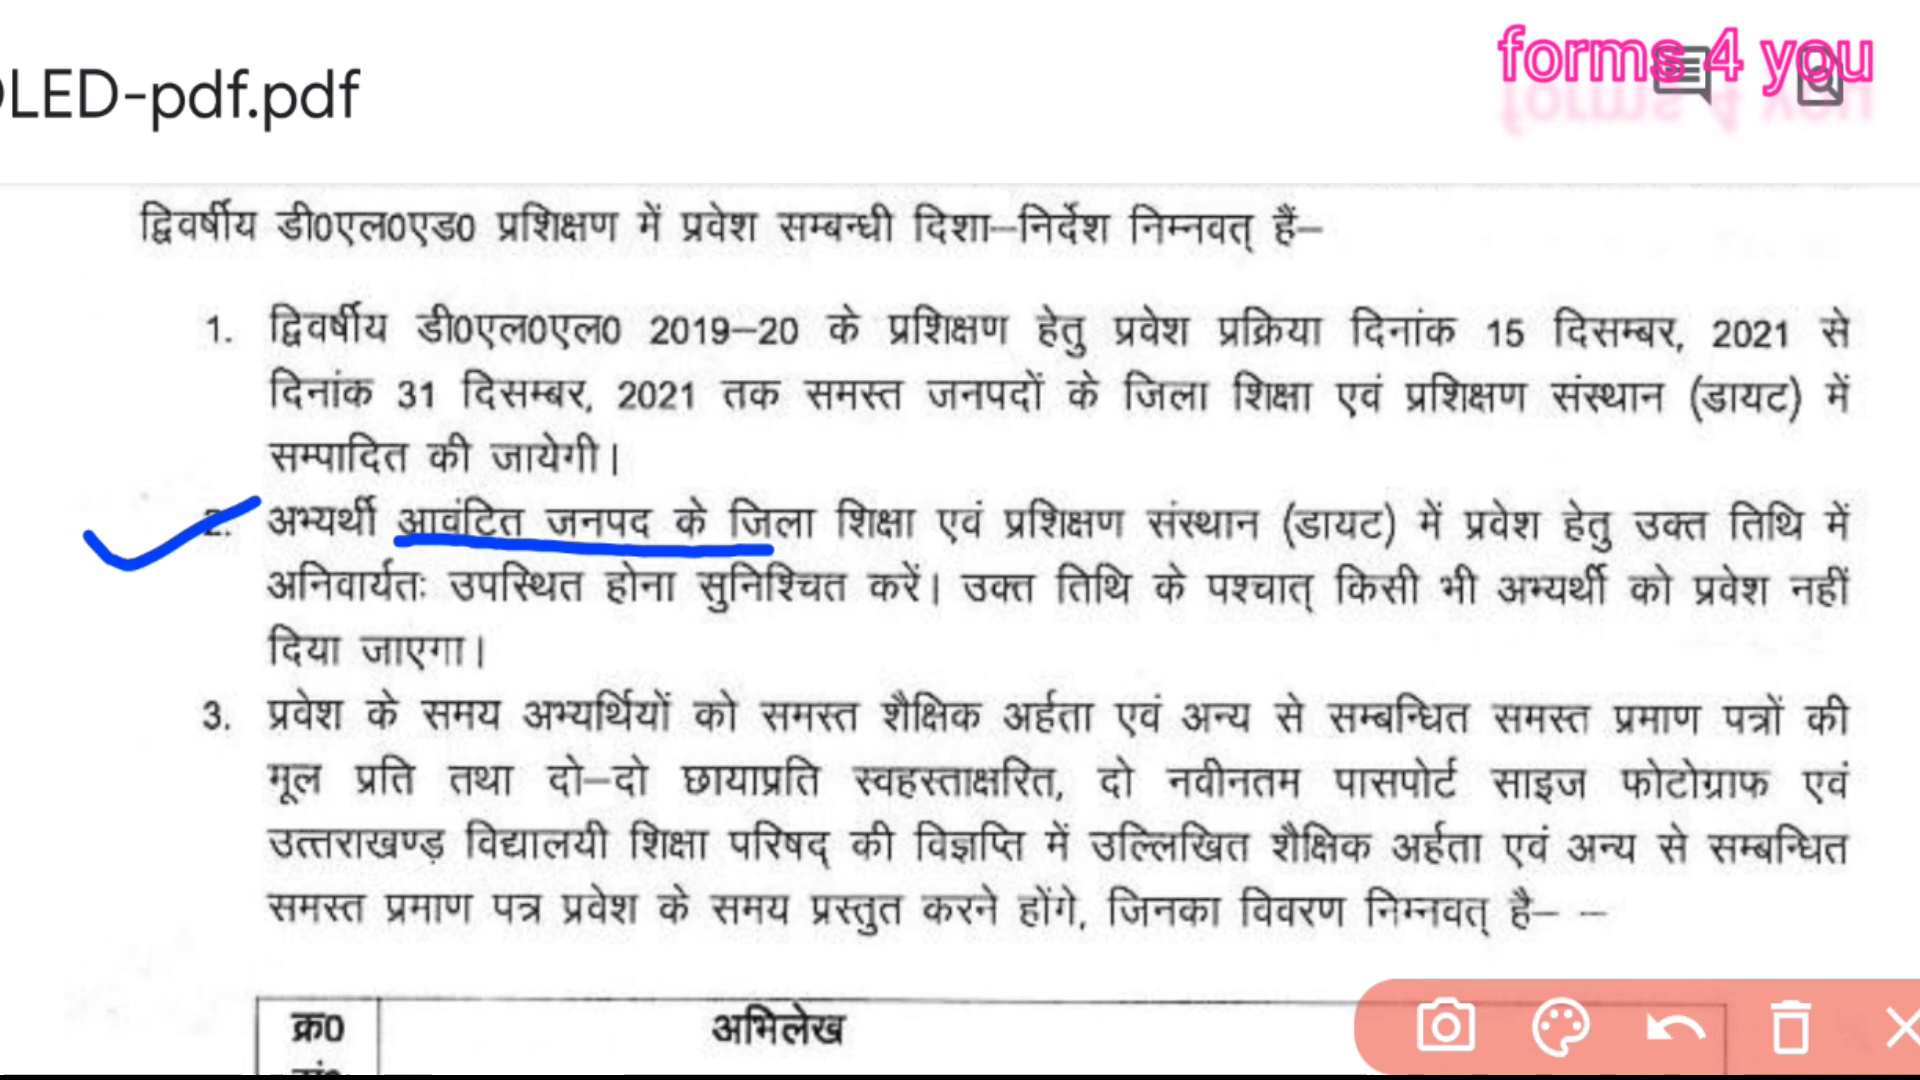 LED-pdf.pdf
forms 4 you
द्विवर्षीय डी0एल0एड0 प्रशिक्षण में प्रवेश सम्बन्धी दिशा–निर्देश निम्नवत् हैं–
1. द्विवर्षीय डी0एल0एल0 2019–20 के प्रशिक्षण हेतु प्रवेश प्रक्रिया दिनांक 15 दिसम्बर, 2021 से
दिनांक 31 दिसम्बर, 2021 तक समस्त जनपदों के जिला शिक्षा एवं प्रशिक्षण संस्थान (डायट) में
सम्पादित की जायेगी।
2. अभ्यर्थी आवंटित जनपद के जिला शिक्षा एवं प्रशिक्षण संस्थान (डायट) में प्रवेश हेतु उक्त तिथि में
अनिवार्यतः उपस्थित होना सुनिश्चित करें। उक्त तिथि के पश्चात् किसी भी अभ्यर्थी को प्रवेश नहीं
दिया जाएगा।
3. प्रवेश के समय अभ्यर्थियों को समस्त शैक्षिक अर्हता एवं अन्य से सम्बन्धित समस्त प्रमाण पत्रों की
मूल प्रति तथा दो–दो छायाप्रति स्वहस्ताक्षरित, दो नवीनतम पासपोर्ट साइज फोटोग्राफ एवं
उत्तराखण्ड़ विद्यालयी शिक्षा परिषद् की विज्ञप्ति में उल्लिखित शैक्षिक अर्हता एवं अन्य से सम्बन्धित
समस्त प्रमाण पत्र प्रवेश के समय प्रस्तुत करने होंगे, जिनका विवरण निम्नवत् है– –
क्र0 अभिलेख